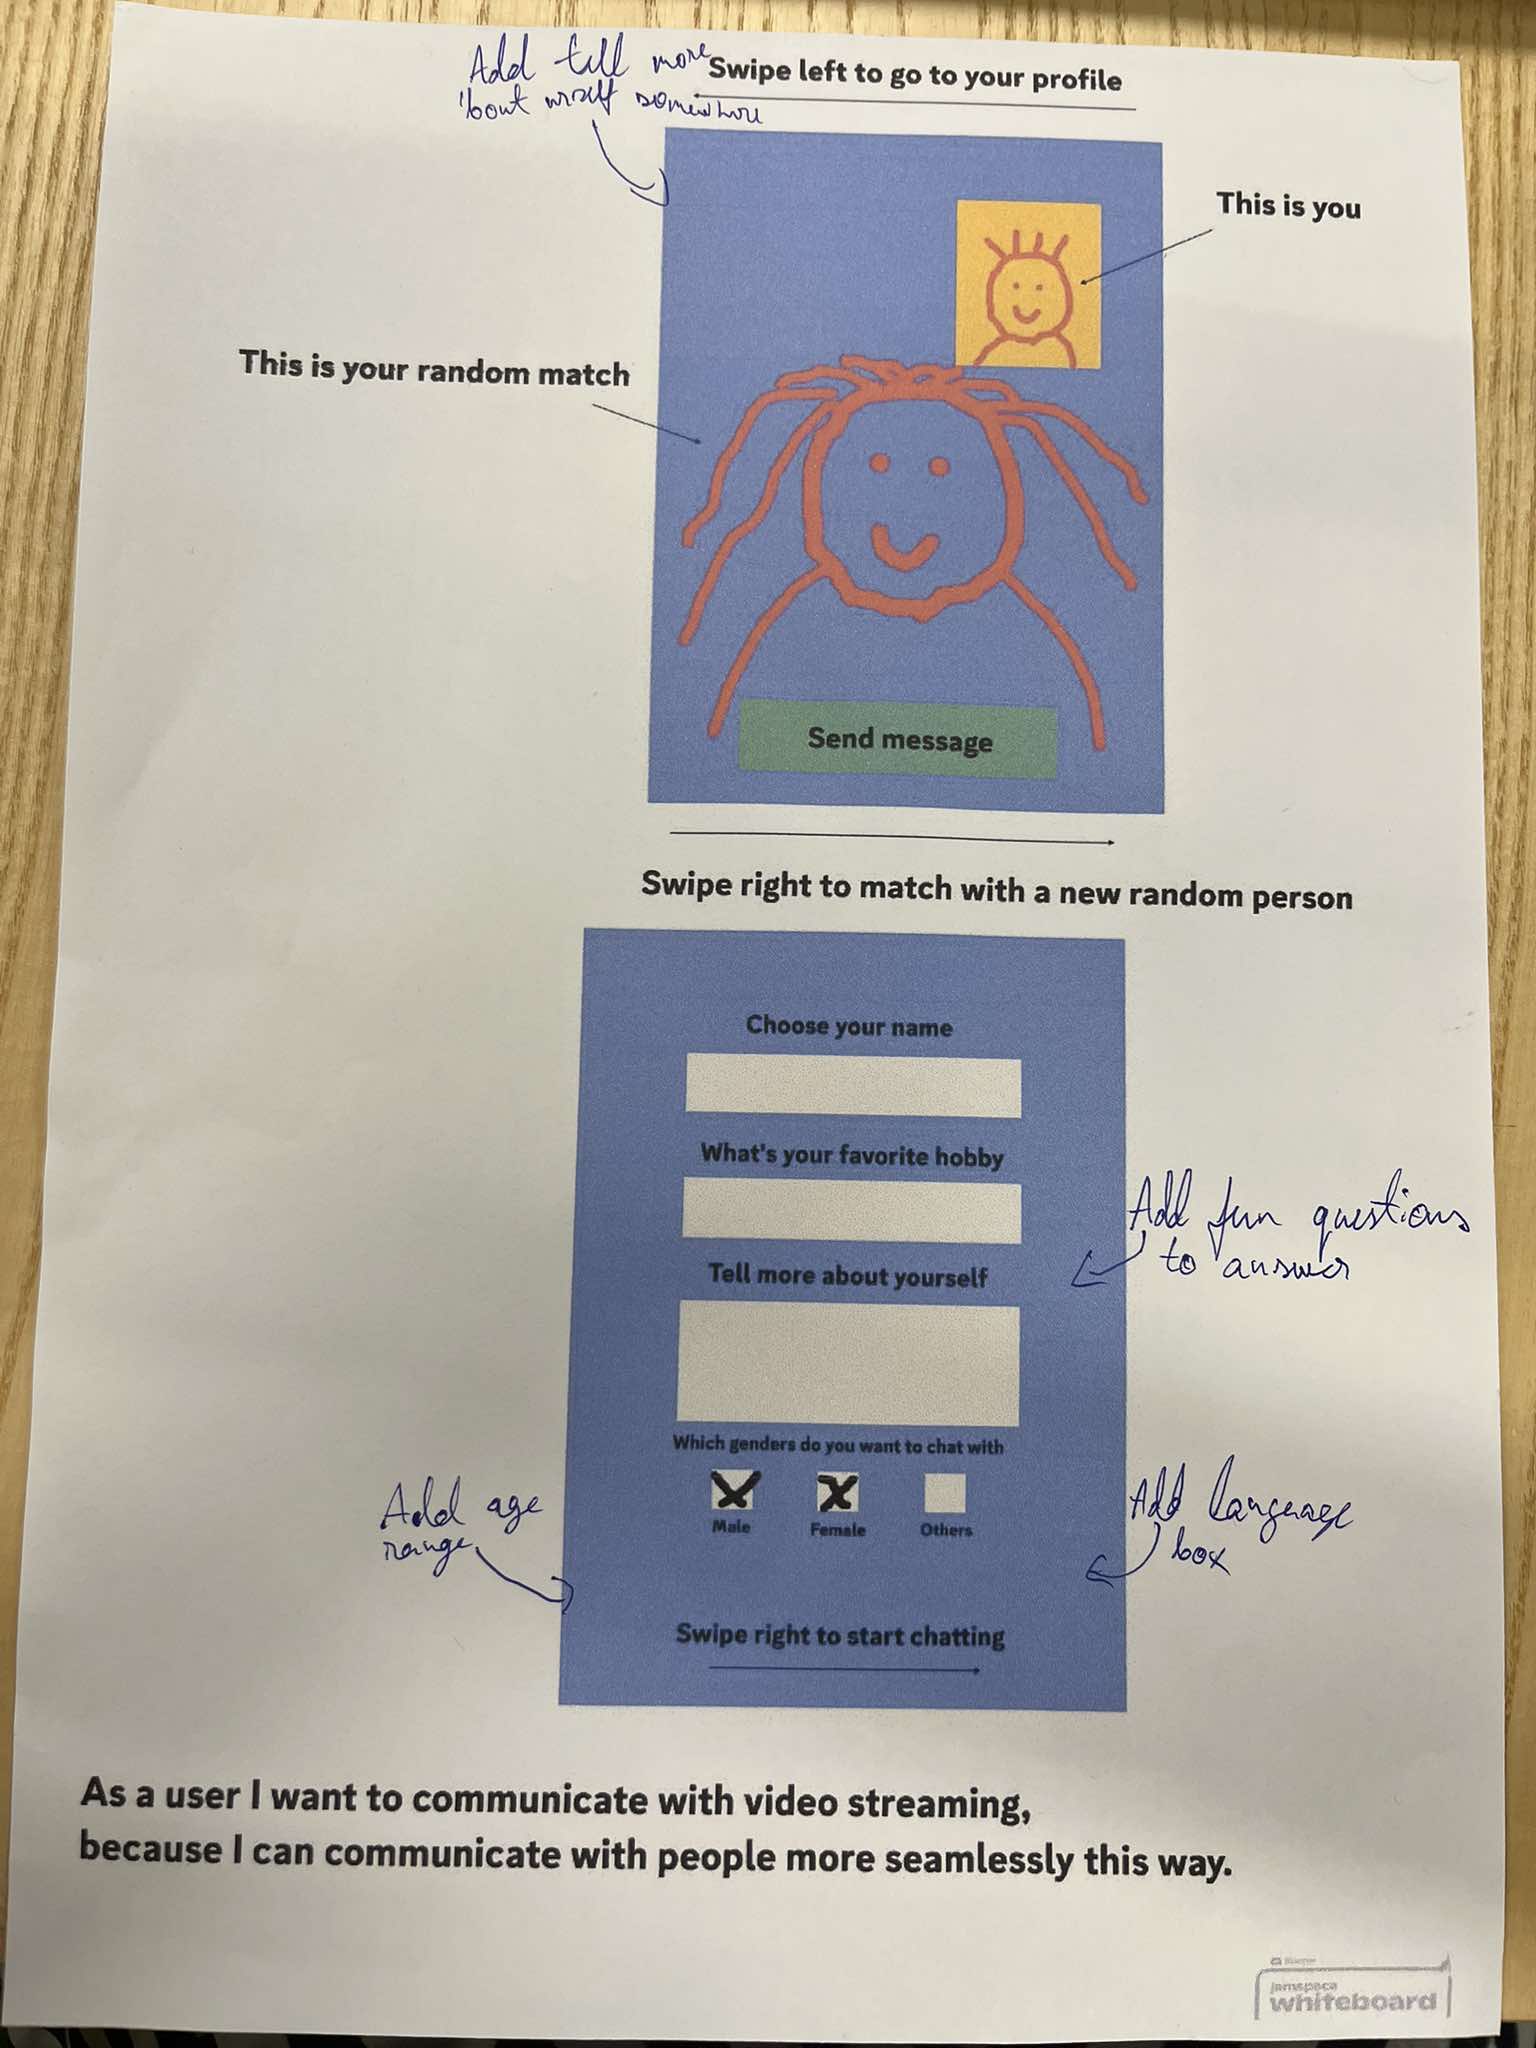 Add tell more
'bout urself somewhere
Swipe left to go to your profile
This is you
This is your random match
Send message
Swipe right to match with a new random person
Choose your name
What's your favorite hobby
Add fun questions
to answer
Tell more about yourself
Which genders do you want to chat with
Male
Female
Others
Add age
range
Add language
box
Swipe right to start chatting
As a user I want to communicate with video streaming,
because I can communicate with people more seamlessly this way.
jamspace
whiteboard